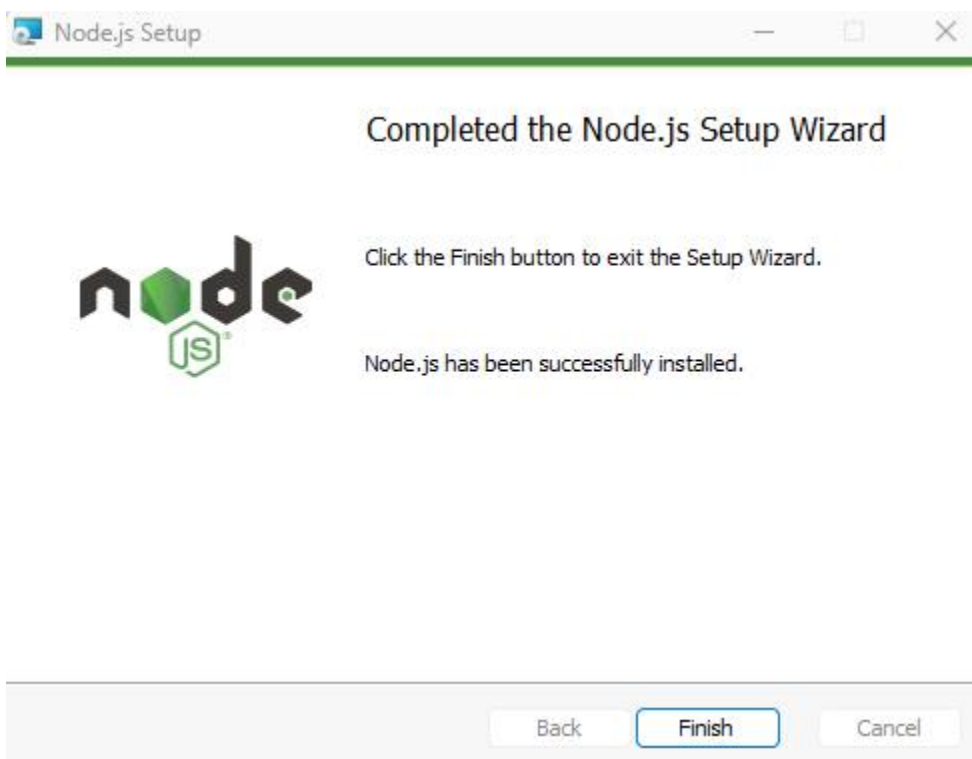 Node.js Setup
Completed the Node.js Setup Wizard
Click the Finish button to exit the Setup Wizard.
node
JS
Node.js has been successfully installed.
Back Finish Cancel